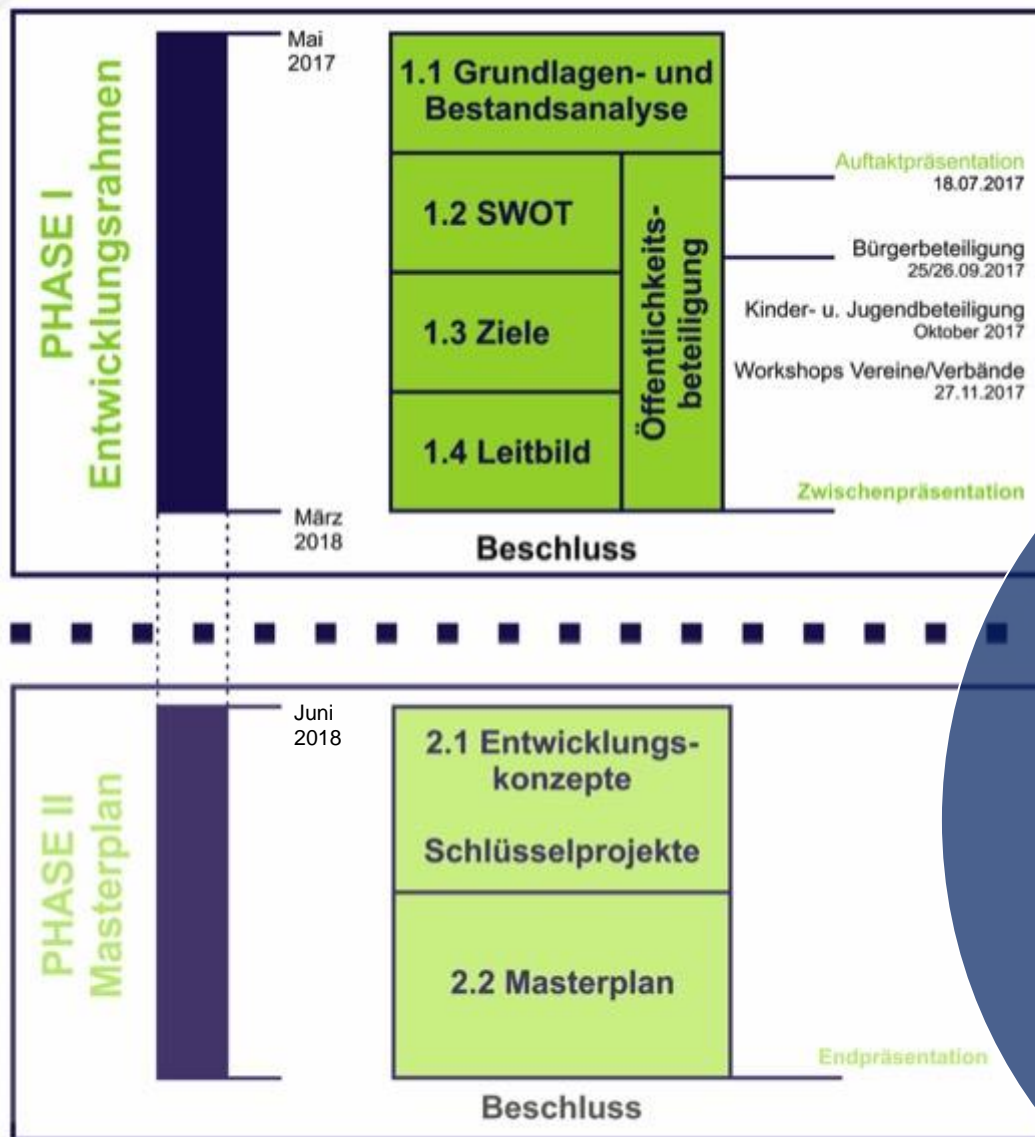 PHASE I
Entwicklungsrahmen
Mai
2017
1.1 Grundlagen- und
Bestandsanalyse
1.2 SWOT
1.3 Ziele
1.4 Leitbild
Öffentlichkeits-
beteiligung
Auftaktpräsentation
18.07.2017
Bürgerbeteiligung
25/26.09.2017
Kinder- u. Jugendbeteiligung
Oktober 2017
Workshops Vereine/Verbände
27.11.2017
Zwischenpräsentation
März
2018
Beschluss
PHASE II
Masterplan
Juni
2018
2.1 Entwicklungs-
konzepte
Schlüsselprojekte
2.2 Masterplan
Endpräsentation
Beschluss